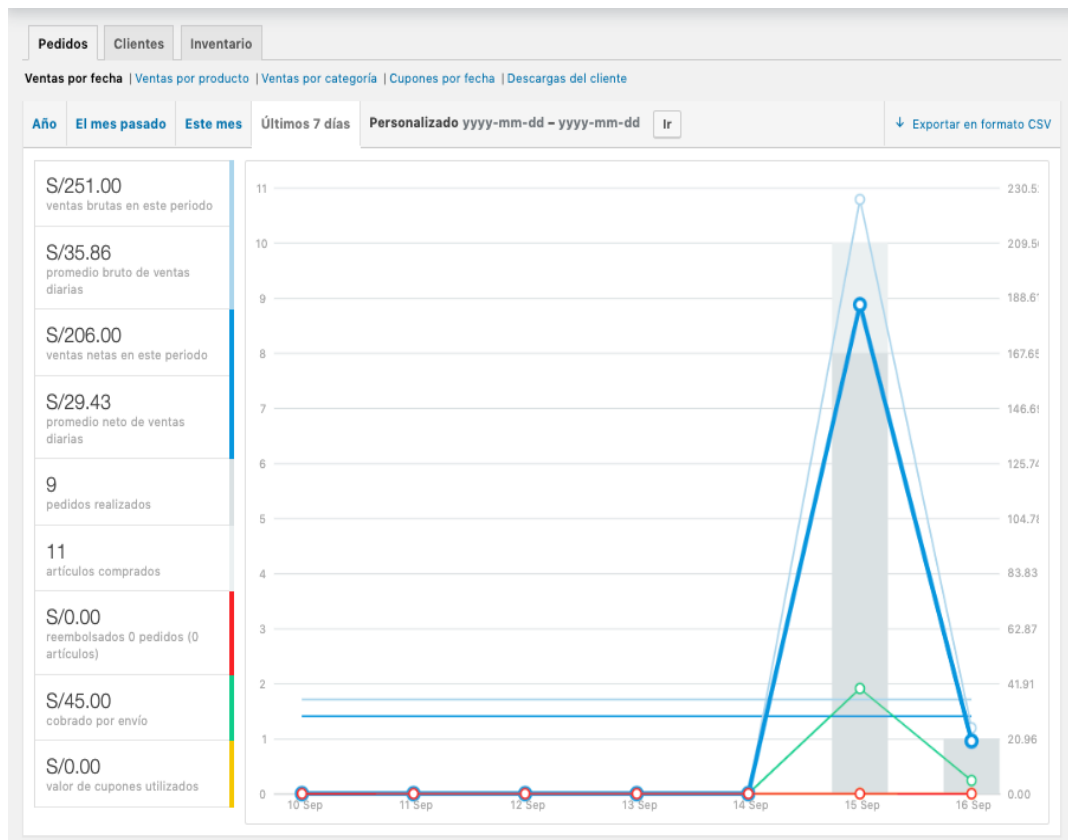 Pedidos Clientes Inventario
Ventas por fecha | Ventas por producto | Ventas por categoría | Cupones por fecha | Descargas del cliente
Año El mes pasado Este mes Últimos 7 días Personalizado yyyy-mm-dd – yyyy-mm-dd Ir Exportar en formato CSV
S/251.00
ventas brutas en este periodo
S/35.86
promedio bruto de ventas
diarias
S/206.00
ventas netas en este periodo
S/29.43
promedio neto de ventas
diarias
9
pedidos realizados
11
artículos comprados
S/0.00
reembolsados 0 pedidos (0
artículos)
S/45.00
cobrado por envío
S/0.00
valor de cupones utilizados
11
10
9
8
7
6
5
4
3
2
1
0
10 Sep 11 Sep 12 Sep 13 Sep 14 Sep 15 Sep 16 Sep
83.83
62.87
41.91
20.96
0.00